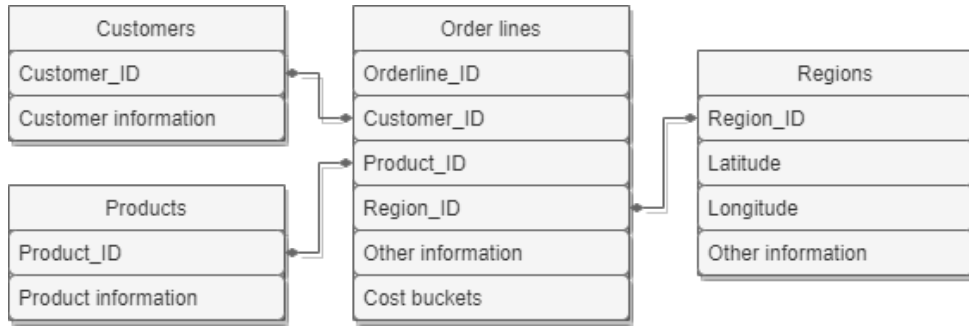 Customers
Customer_ID
Customer information
Products
Product_ID
Product information
Order lines
Orderline_ID
Customer_ID
Product_ID
Region_ID
Other information
Cost buckets
Regions
Region_ID
Latitude
Longitude
Other information